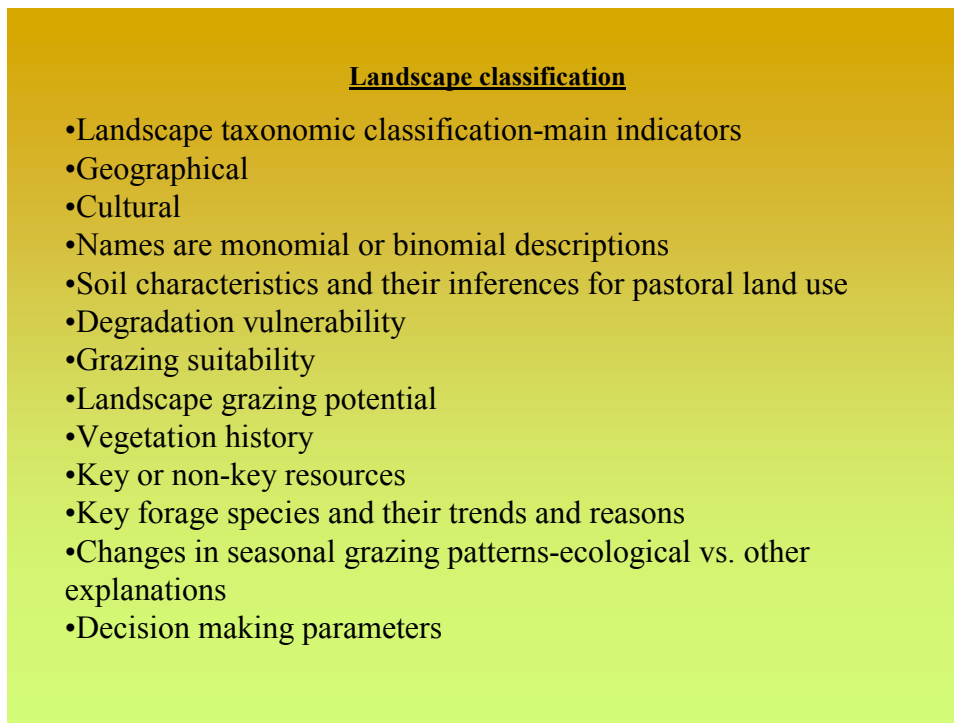 Landscape classification
•Landscape taxonomic classification-main indicators
•Geographical
•Cultural
•Names are monomial or binomial descriptions
•Soil characteristics and their inferences for pastoral land use
•Degradation vulnerability
•Grazing suitability
•Landscape grazing potential
•Vegetation history
•Key or non-key resources
•Key forage species and their trends and reasons
•Changes in seasonal grazing patterns-ecological vs. other
explanations
•Decision making parameters